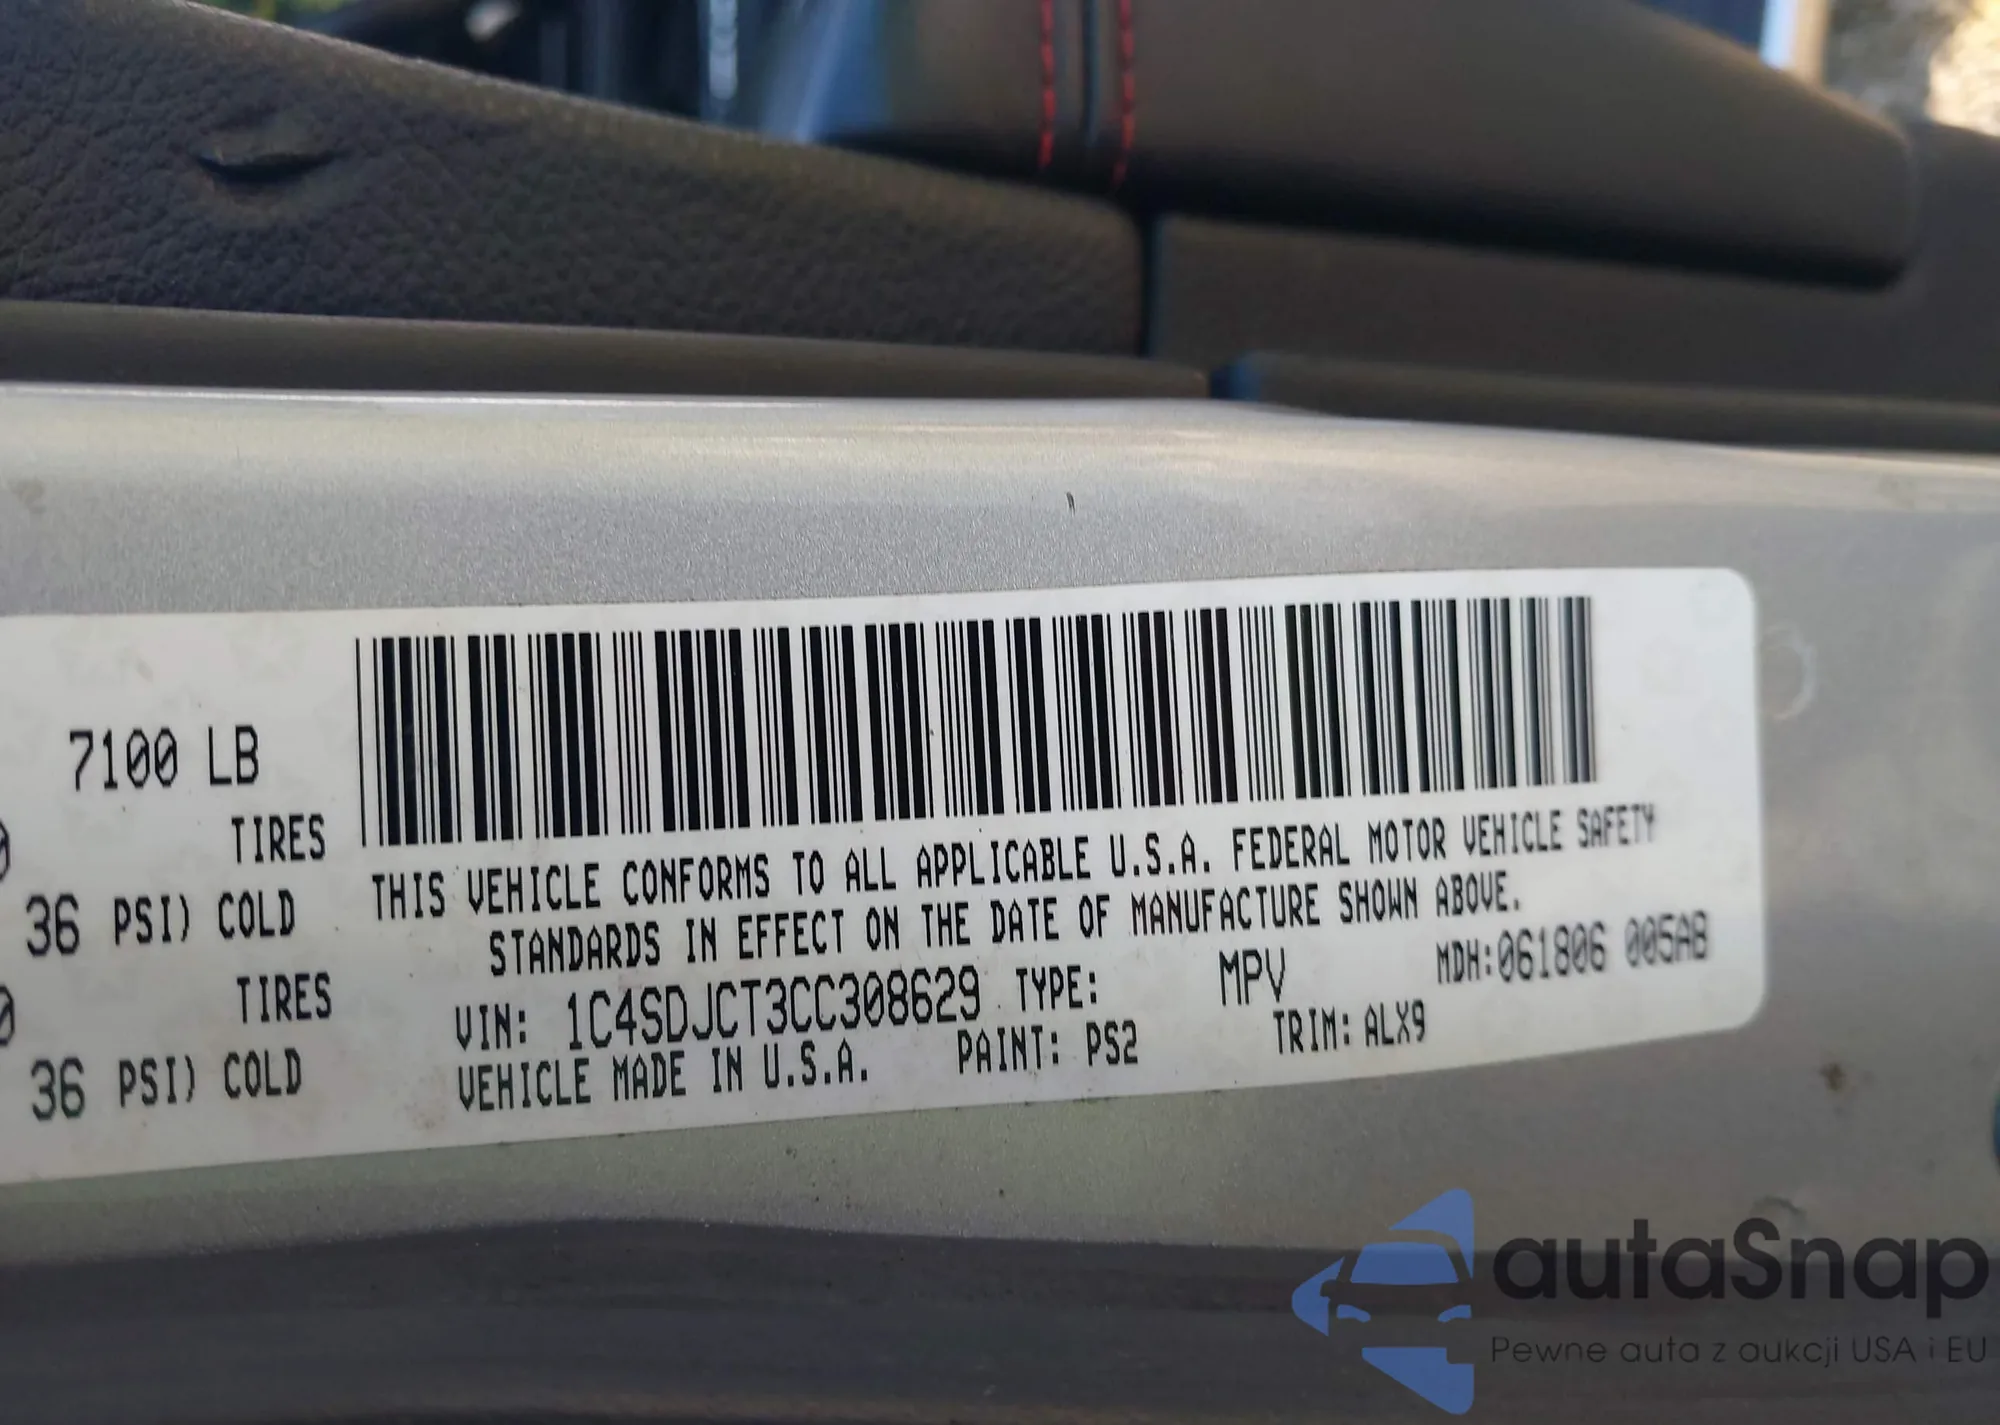 7100 LB
TIRES
36 PSI) COLD
TIRES
36 PSI) COLD
THIS VEHICLE CONFORMS TO ALL APPLICABLE U.S.A. FEDERAL MOTOR VEHICLE SAFETY
STANDARDS IN EFFECT ON THE DATE OF MANUFACTURE SHOWN ABOVE.
VIN: 1C4SDJCT3CC308629 TYPE: MPV MDH:061806 005AB
VEHICLE MADE IN U.S.A. PAINT: PS2 TRIM: ALX9
autaSnap
Pewne auta z aukcji USA i EU